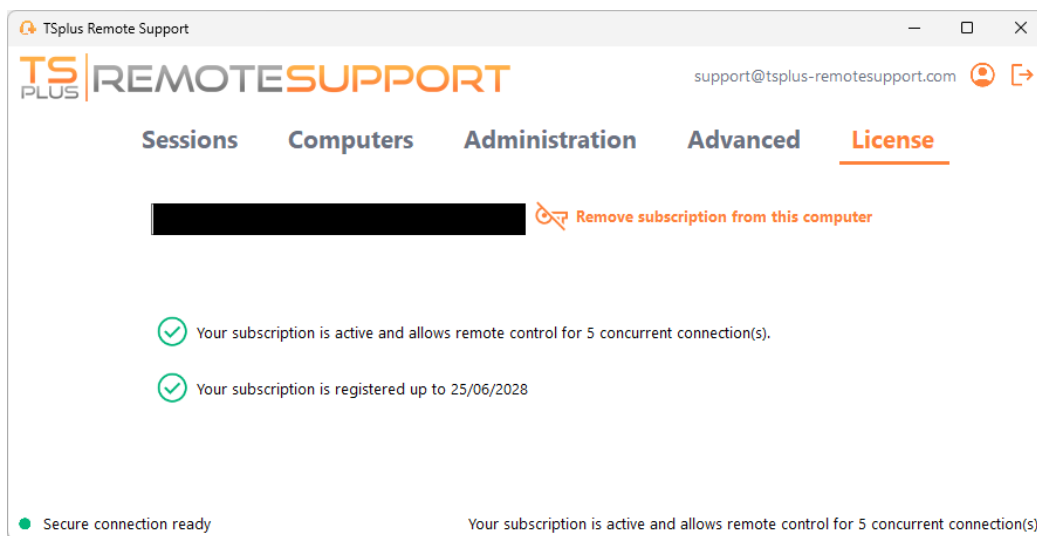 TSplus Remote Support
TS PLUS REMOTESUPPORT
support@tsplus-remotesupport.com
Sessions Computers Administration Advanced License
Remove subscription from this computer
Your subscription is active and allows remote control for 5 concurrent connection(s).
Your subscription is registered up to 25/06/2028
Secure connection ready Your subscription is active and allows remote control for 5 concurrent connection(s)